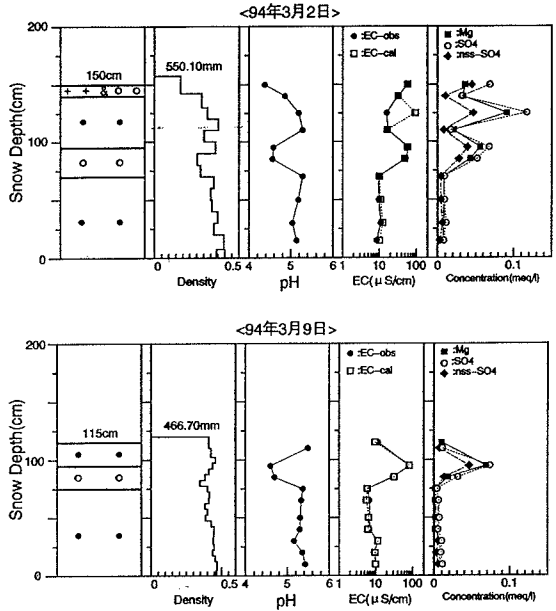 <94年3月2日>
200
150cm
550.10mm
:EC-obs
:EC-cal
:Mg
:SO4
:nss-SO4
Snow Depth(cm)
100
0
0.5
4 5 6
1 10 100
0 0.1
Density
pH
EC(μS/cm)
Concentration(meq/l)
<94年3月9日>
200
115cm
466.70mm
:EC-obs
:EC-cal
:Mg
:SO4
:nss-SO4
Snow Depth(cm)
100
0
0.5
4 5 6
1 10 100
0 0.1
Density
pH
EC(μS/cm)
Concentration(meq/l)